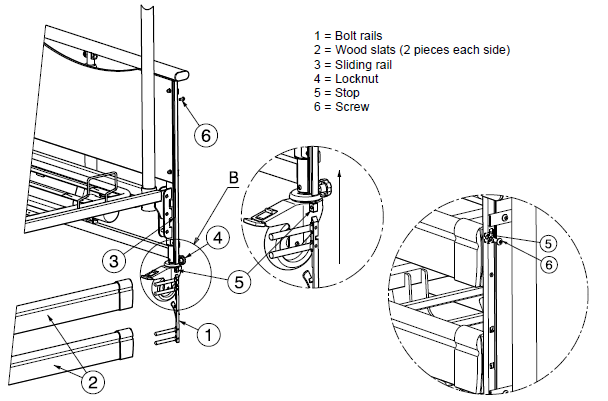 1 = Bolt rails
2 = Wood slats (2 pieces each side)
3 = Sliding rail
4 = Locknut
5 = Stop
6 = Screw
6
B
3
4
5
1
2
5
6